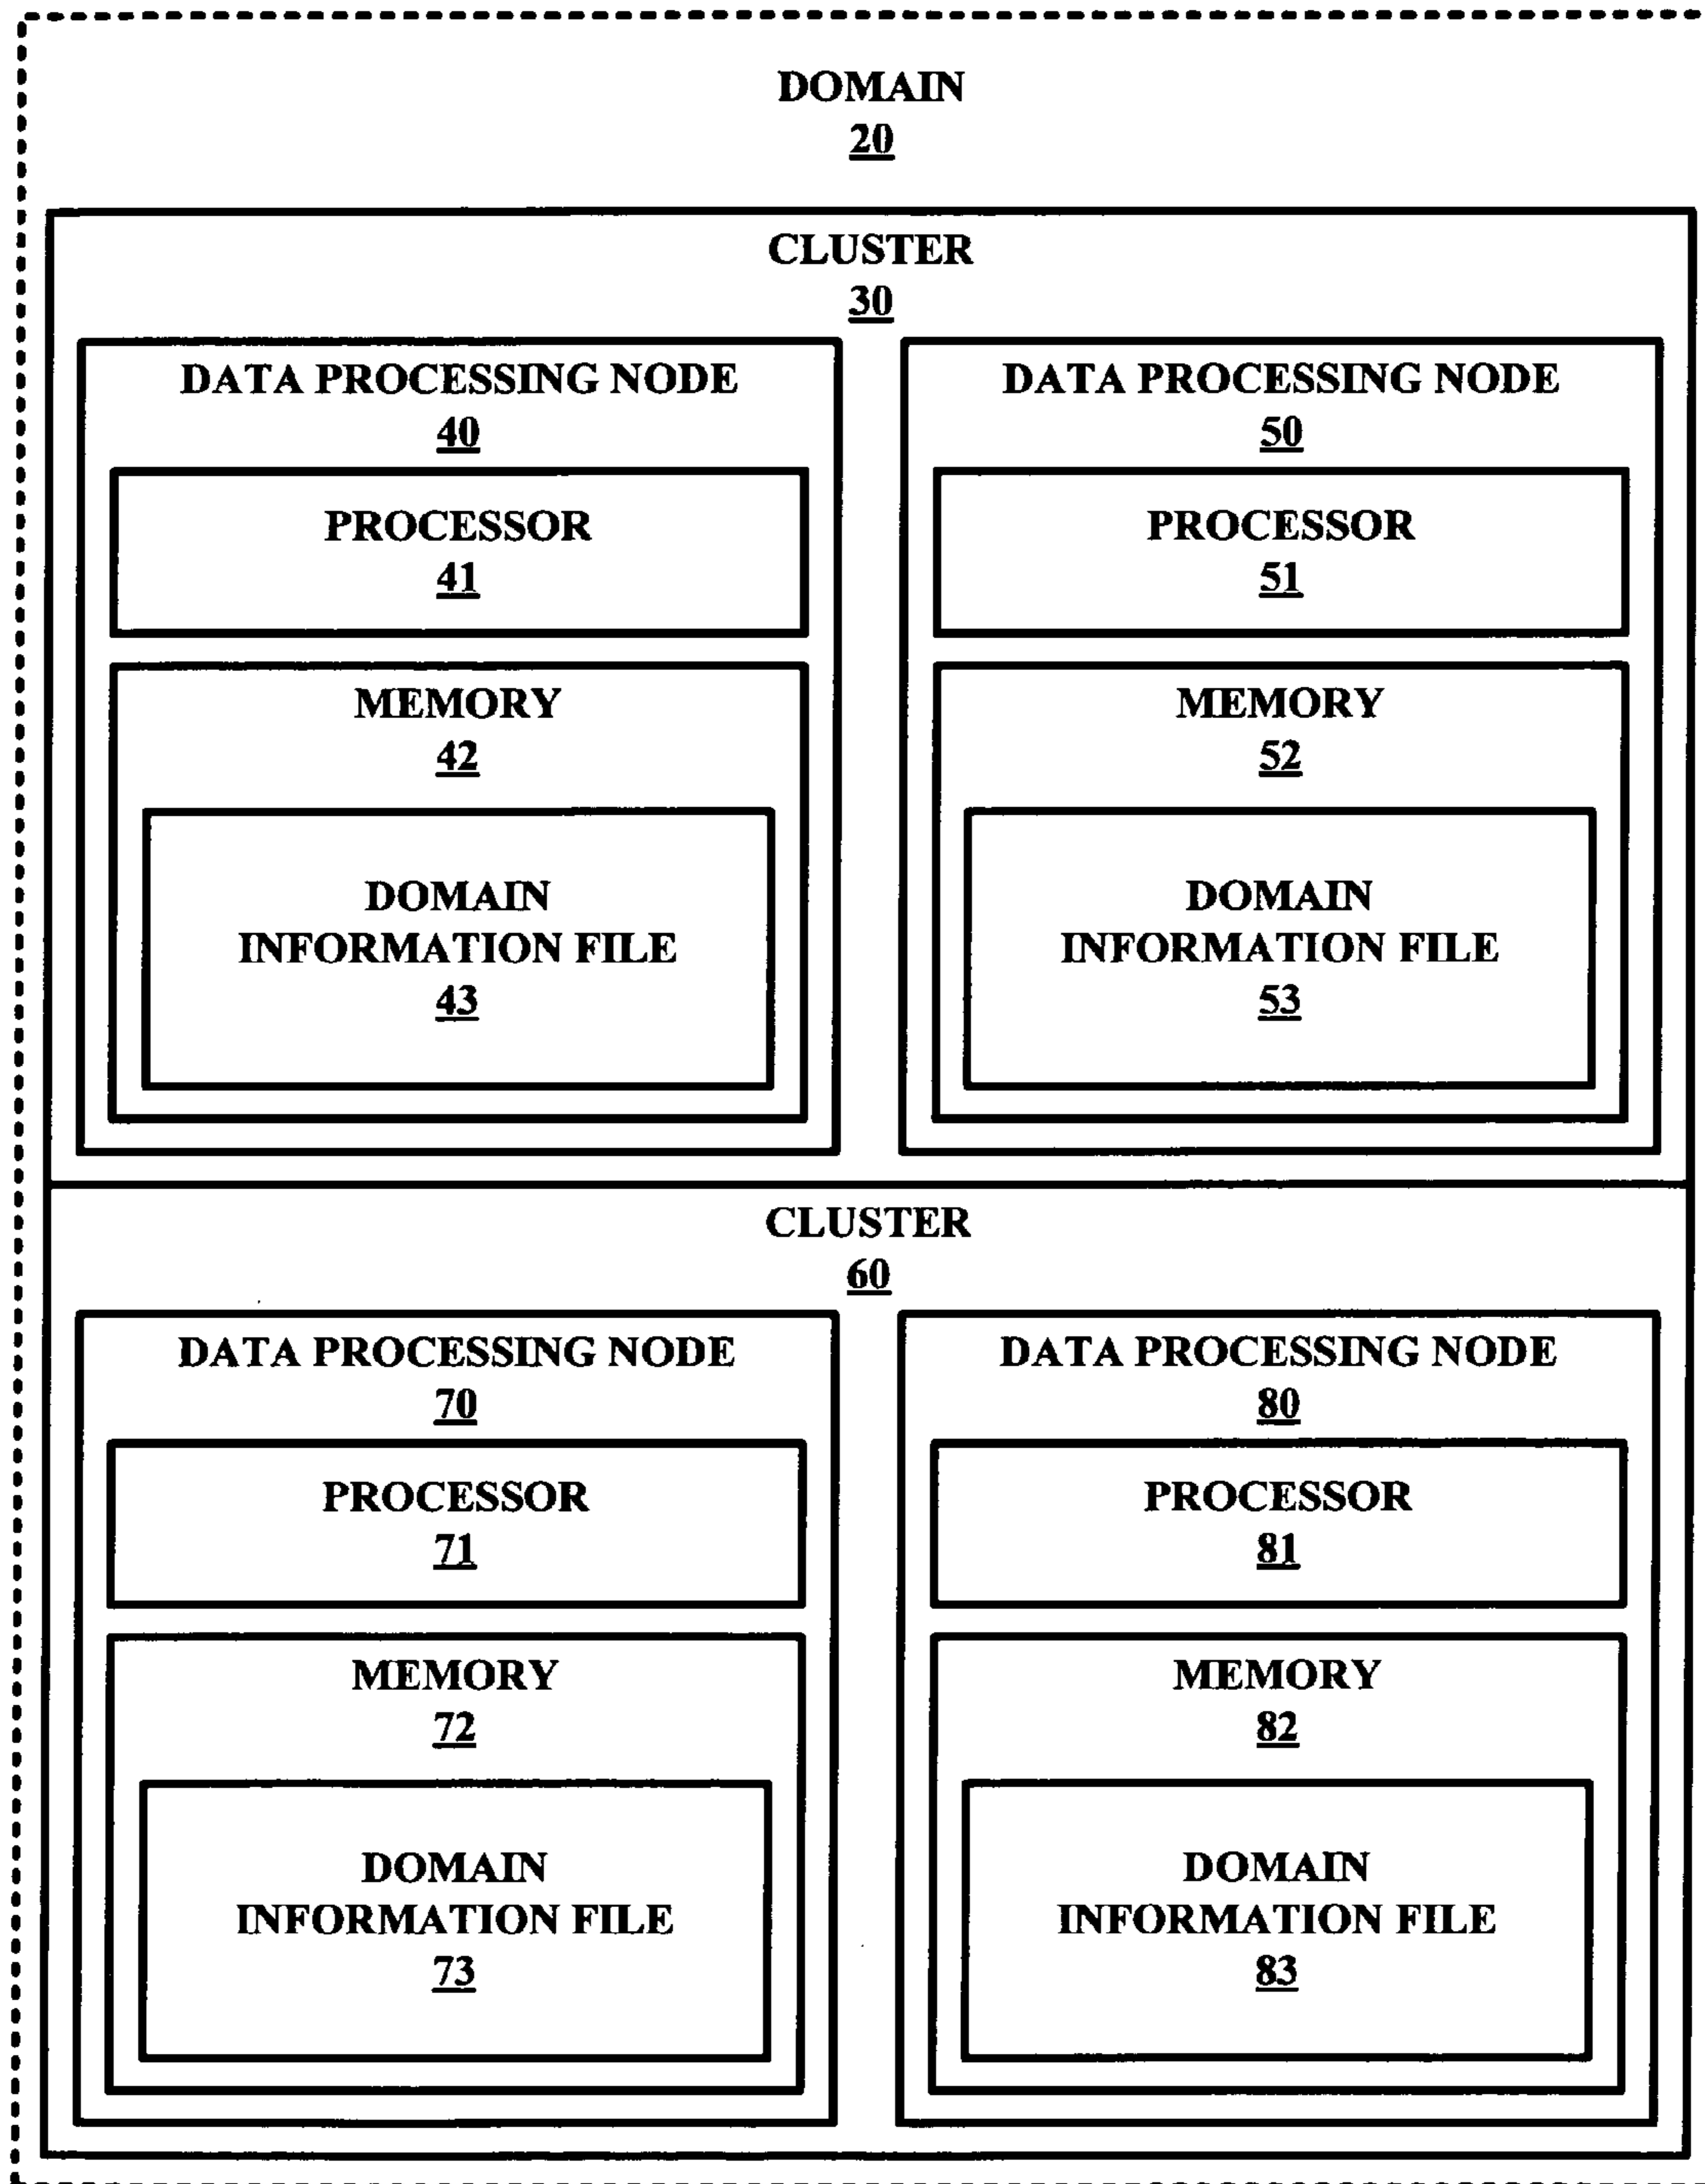 DOMAIN
20
CLUSTER
30
DATA PROCESSING NODE
40
PROCESSOR
41
MEMORY
42
DOMAIN
INFORMATION FILE
43
DATA PROCESSING NODE
50
PROCESSOR
51
MEMORY
52
DOMAIN
INFORMATION FILE
53
CLUSTER
60
DATA PROCESSING NODE
70
PROCESSOR
71
MEMORY
72
DOMAIN
INFORMATION FILE
73
DATA PROCESSING NODE
80
PROCESSOR
81
MEMORY
82
DOMAIN
INFORMATION FILE
83